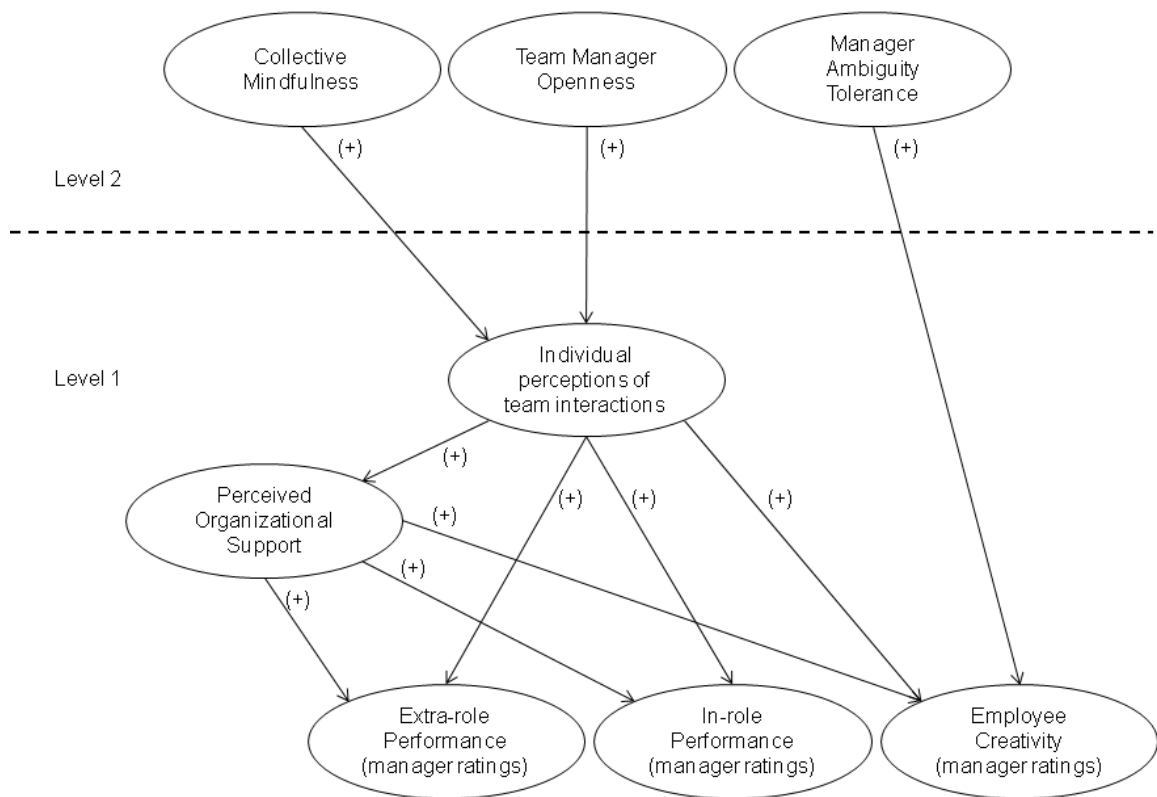 Collective
Mindfulness
Team Manager
Openness
Manager
Ambiguity
Tolerance
(+)
(+)
(+)
Level 2
Level 1
Individual
perceptions of
team interactions
(+)
Perceived
Organizational
Support
(+)
(+)
(+)
(+)
(+)
(+)
Extra-role
Performance
(manager ratings)
In-role
Performance
(manager ratings)
Employee
Creativity
(manager ratings)